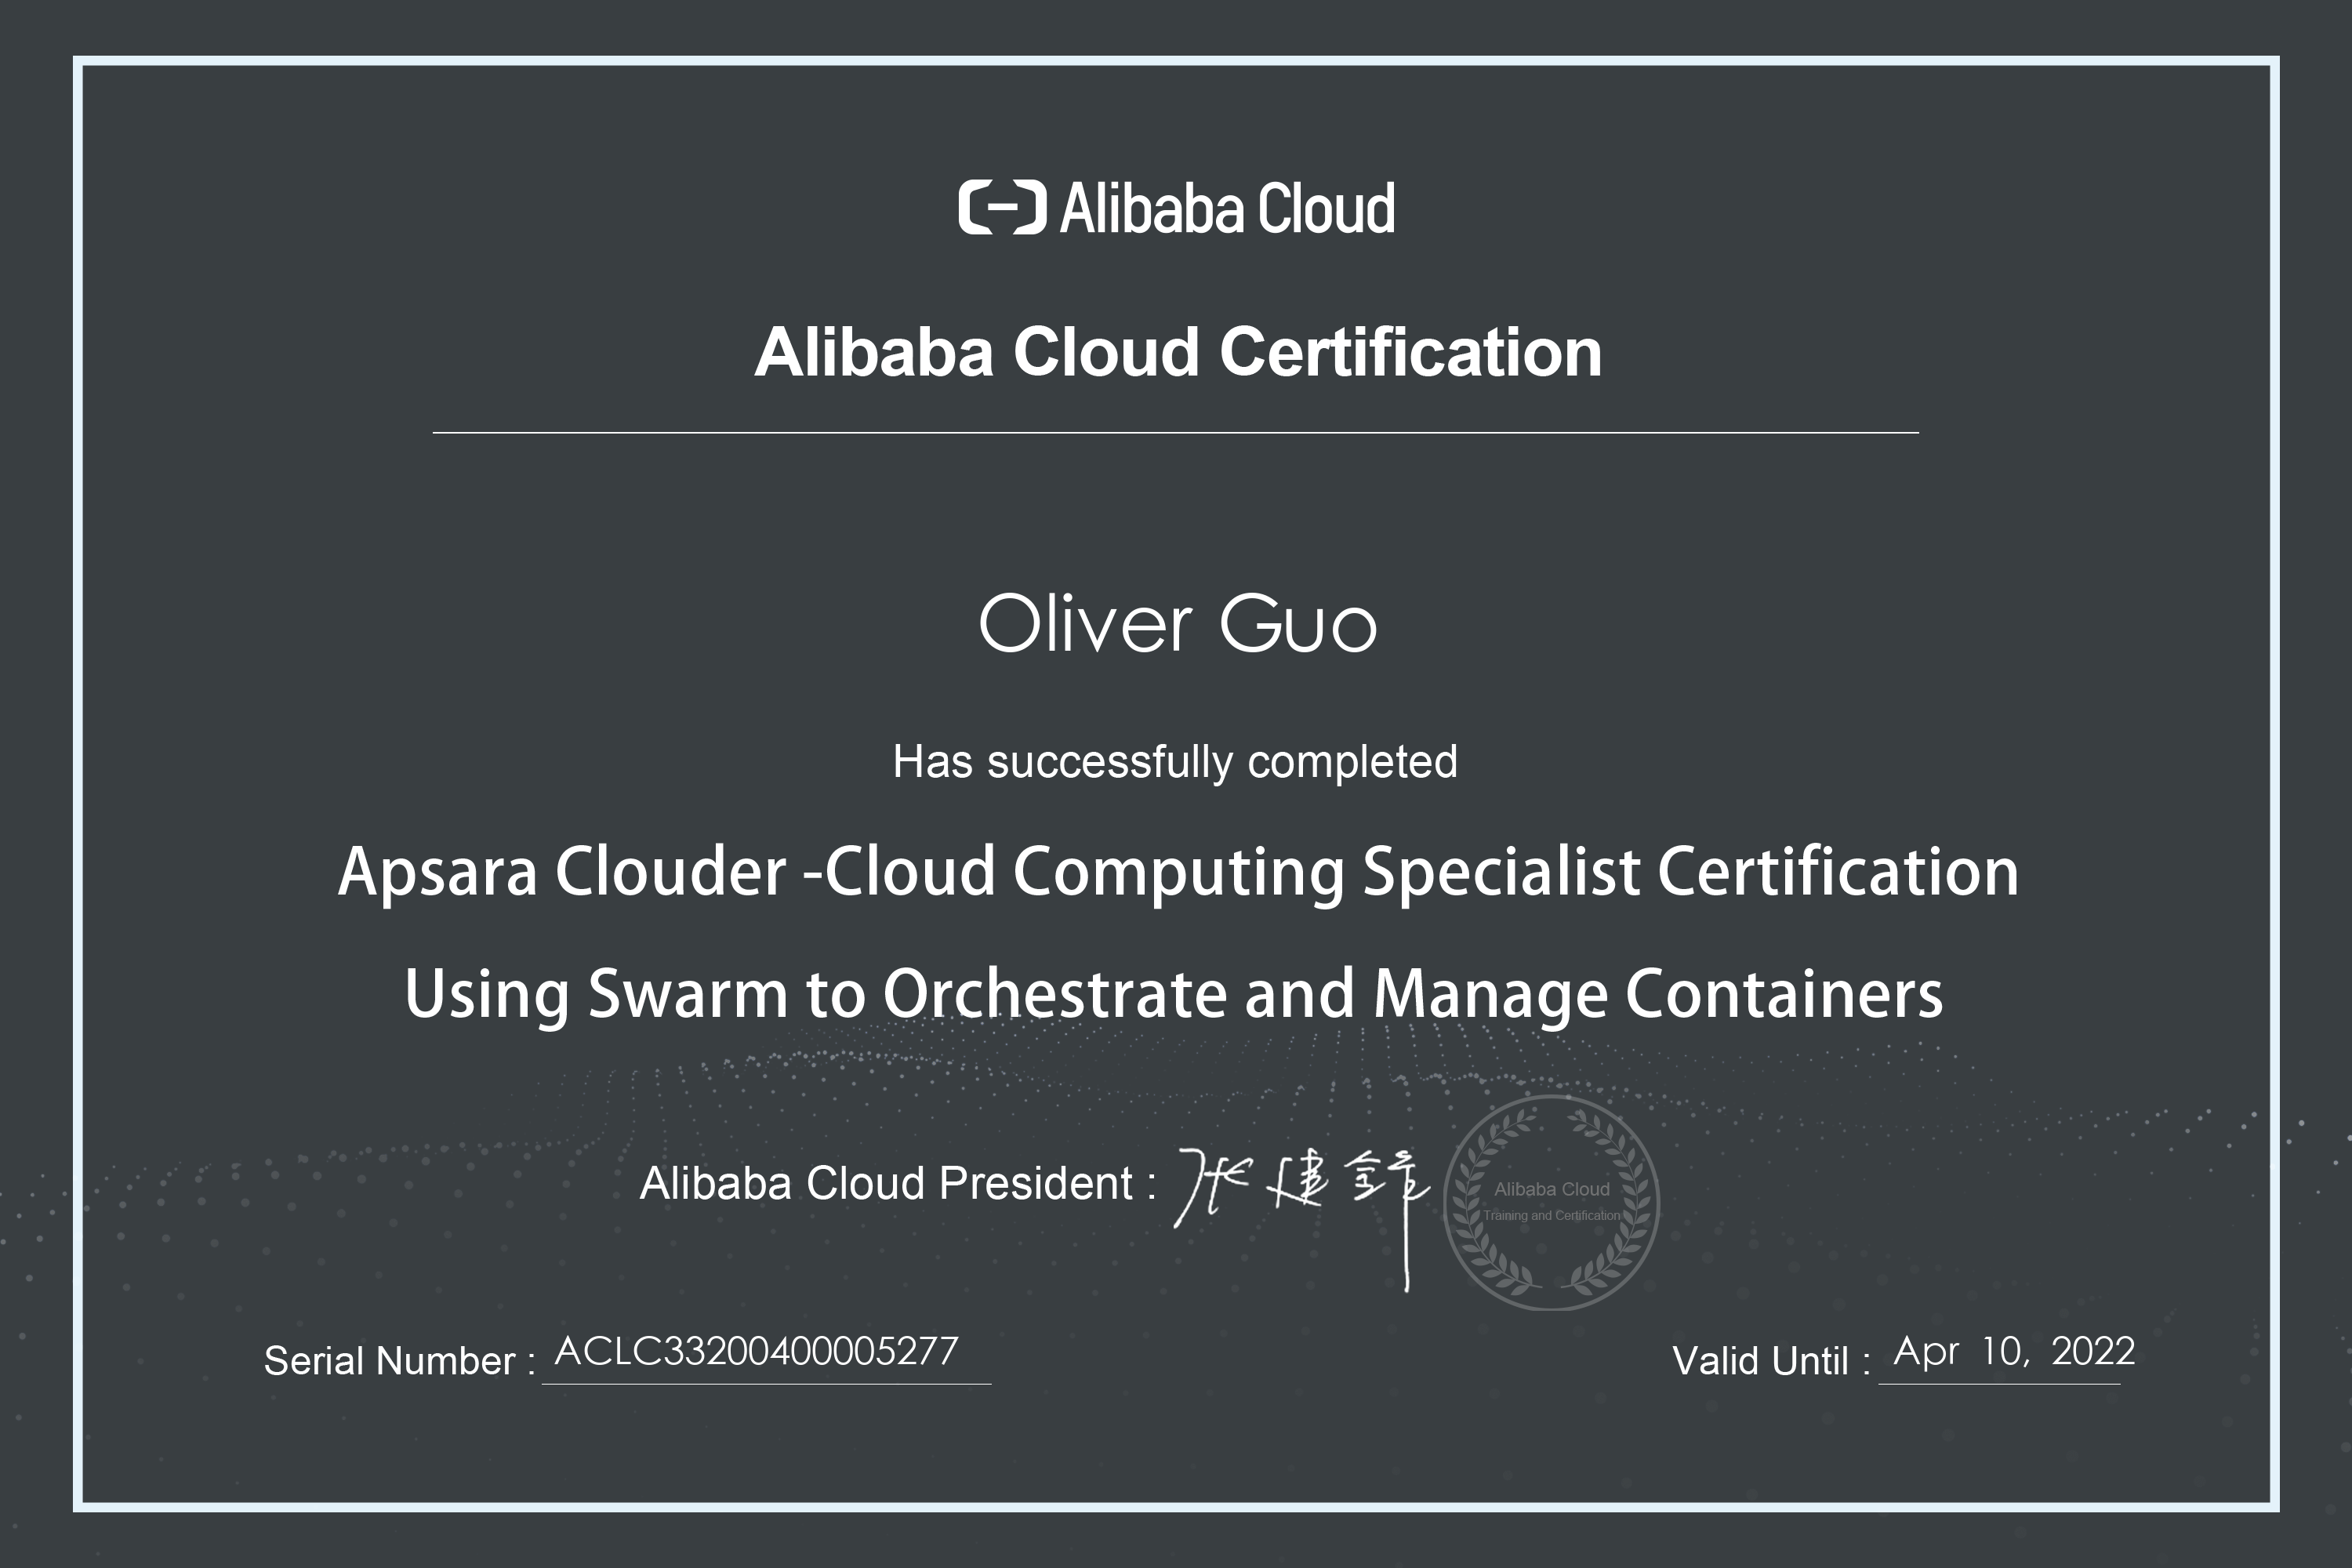 Alibaba Cloud
Alibaba Cloud Certification
Oliver Guo
Has successfully completed
Apsara Clouder -Cloud Computing Specialist Certification
Using Swarm to Orchestrate and Manage Containers
Alibaba Cloud President : 张建锋
Alibaba Cloud
Training and Certification
Serial Number : ACLC33200400005277
Valid Until : Apr 10, 2022